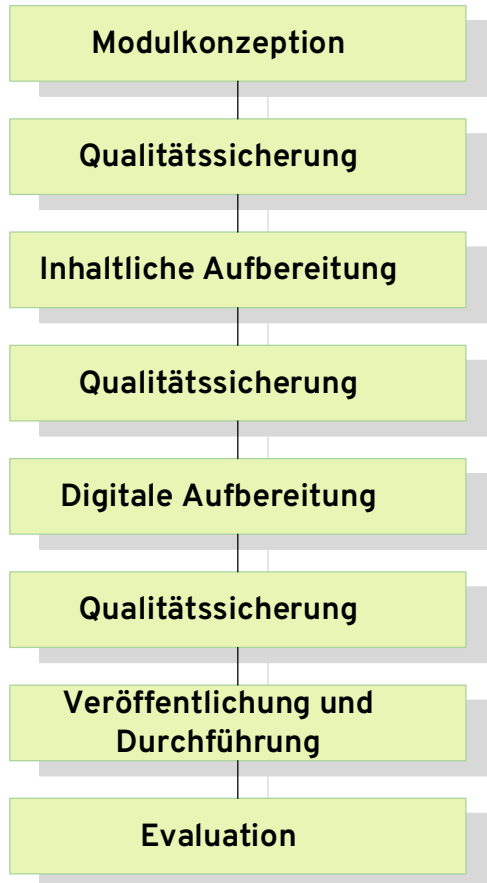 Modulkonzeption
Qualitätssicherung
Inhaltliche Aufbereitung
Qualitätssicherung
Digitale Aufbereitung
Qualitätssicherung
Veröffentlichung und
Durchführung
Evaluation